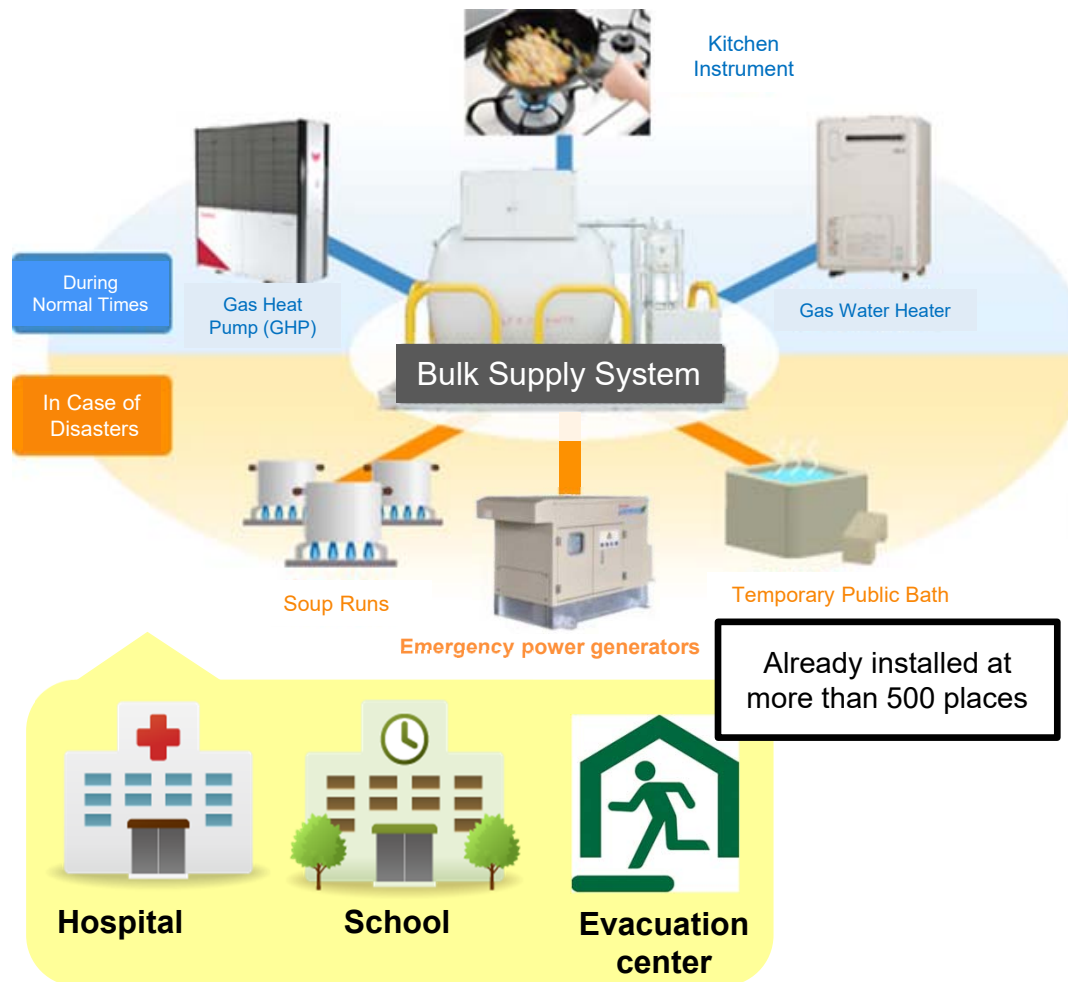 Kitchen
Instrument
During
Normal Times
Gas Heat
Pump (GHP)
Gas Water Heater
Bulk Supply System
In Case of
Disasters
Soup Runs
Temporary Public Bath
Emergency power generators
Already installed at
more than 500 places
Hospital
School
Evacuation
center